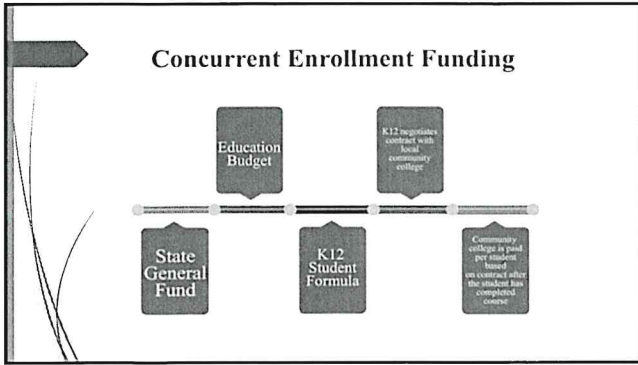 Concurrent Enrollment Funding
State
General
Fund
Education
Budget
K12
Student
Formula
K12 negotiates
contract with
local
community
college
Community
college is paid
per student
based
on contract after
the student has
completed
course